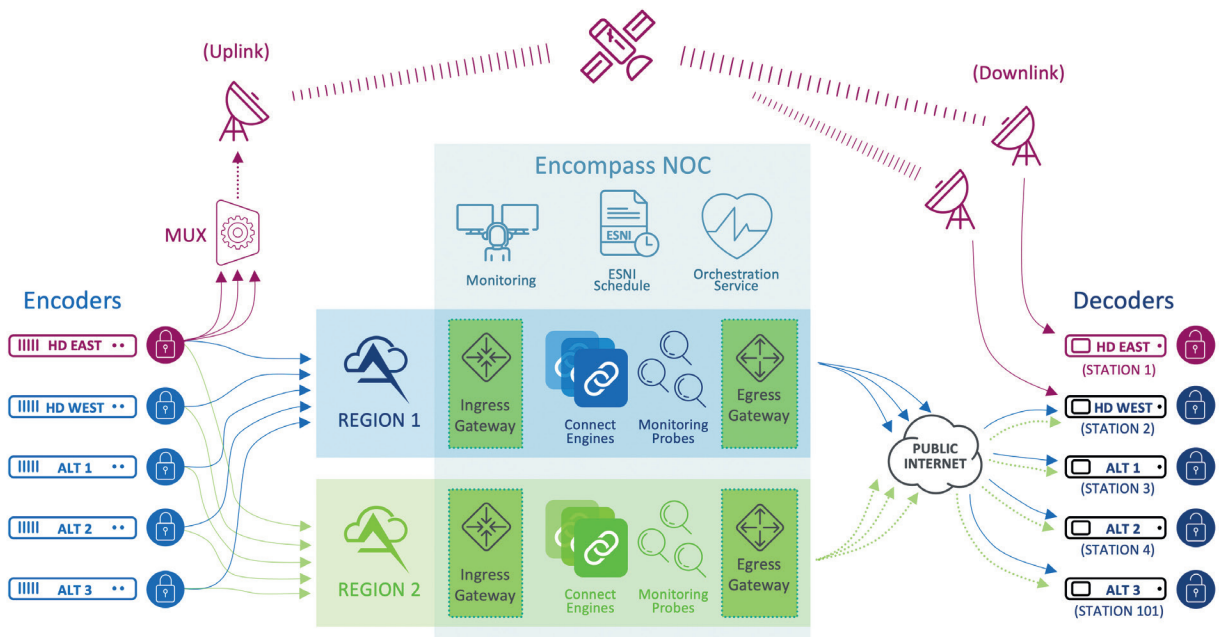 (Uplink)
(Downlink)
Encompass NOC
MUX
ESNI
Monitoring
ESNI
Schedule
Orchestration
Service
Encoders
Decoders
HD EAST
HD WEST
ALT 1
ALT 2
ALT 3
REGION 1
Ingress
Gateway
Connect
Engines
Monitoring
Probes
Egress
Gateway
REGION 2
Ingress
Gateway
Connect
Engines
Monitoring
Probes
Egress
Gateway
PUBLIC
INTERNET
HD EAST
(STATION 1)
HD WEST
(STATION 2)
ALT 1
(STATION 3)
ALT 2
(STATION 4)
ALT 3
(STATION 101)